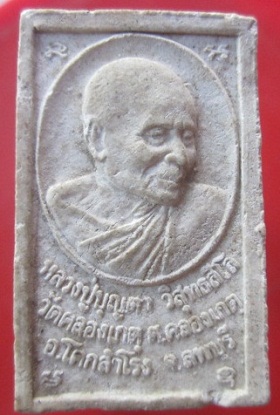 หลวงปู่บุญตา วิสุทธสีโล
วัดคลองเกตุ ต.คลองเกตุ
อ.โคกสำโรง จ.ลพบุรี